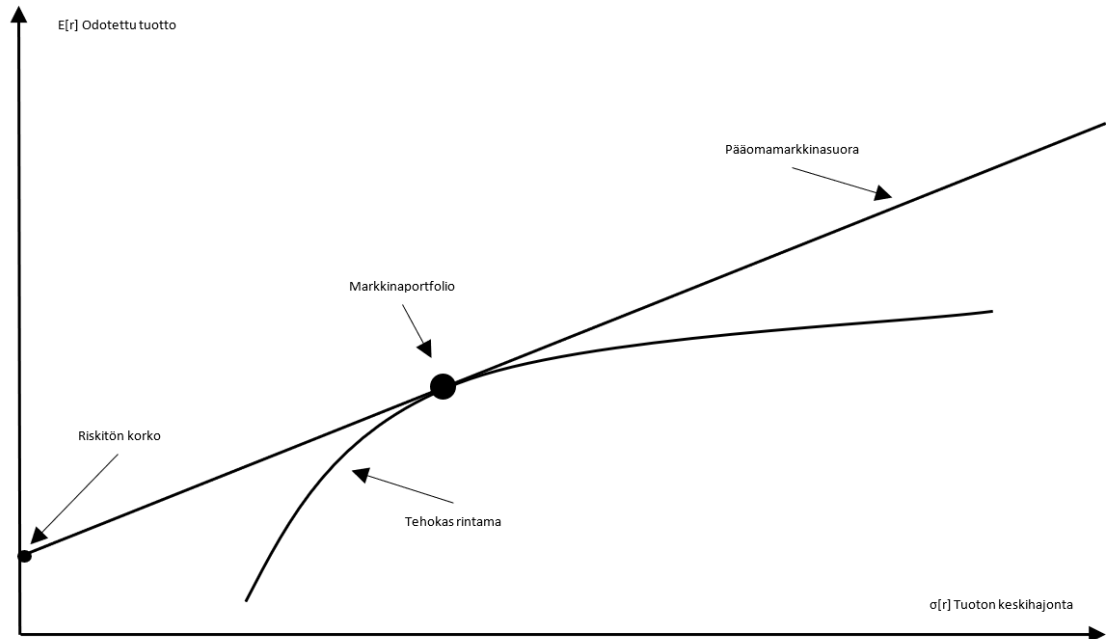 E[r] Odotettu tuotto
Pääomamarkkinasuora
Markkinaportfolio
Riskitön korko
Tehokas rintama
σ[r] Tuoton keskihajonta